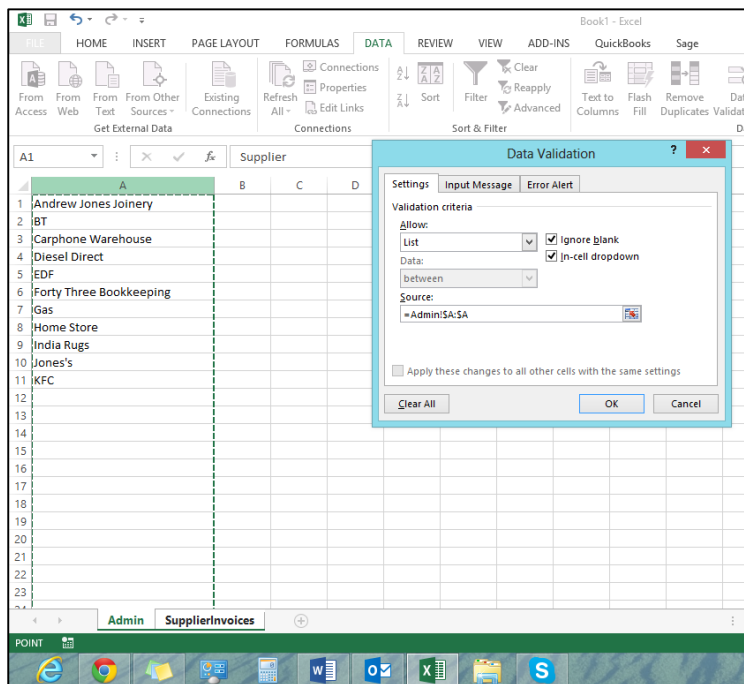 Book1 - Excel
FILE HOME INSERT PAGE LAYOUT FORMULAS DATA REVIEW VIEW ADD-INS QuickBooks Sage
From Access
From Web
From Text
From Other Sources
Existing Connections
Refresh All
Connections
Properties
Edit Links
Sort
Filter
Clear
Reapply
Advanced
Text to Columns
Flash Fill
Remove Duplicates
Get External Data Connections Sort & Filter
A1 fx Supplier
A B C D
1 Andrew Jones Joinery
2 BT
3 Carphone Warehouse
4 Diesel Direct
5 EDF
6 Forty Three Bookkeeping
7 Gas
8 Home Store
9 India Rugs
10 Jones's
11 KFC
12
13
14
15
16
17
18
19
20
21
22
23
Data Validation ?
Settings Input Message Error Alert
Validation criteria
Allow:
List
Ignore blank
Data:
In-cell dropdown
between
Source:
=Admin!$A:$A
Apply these changes to all other cells with the same settings
Clear All OK Cancel
Admin SupplierInvoices
POINT